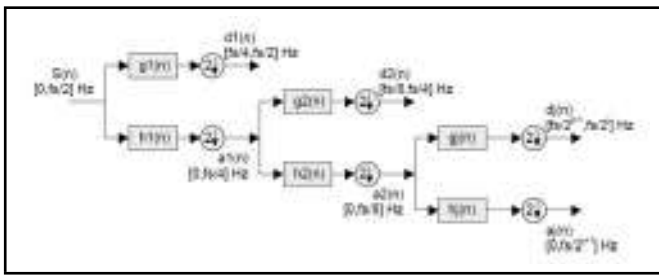 d1(n)
[fs/4,fs/2] Hz
S(n)
[0,fs/2] Hz
g1(n)
2↓
h1(n)
2↓
a1(n)
[0,fs/4] Hz
d2(n)
[fs/8,fs/4] Hz
g2(n)
2↓
h2(n)
2↓
a2(n)
[0,fs/8] Hz
dj(n)
gj(n)
2↓
hj(n)
2↓
aj(n)